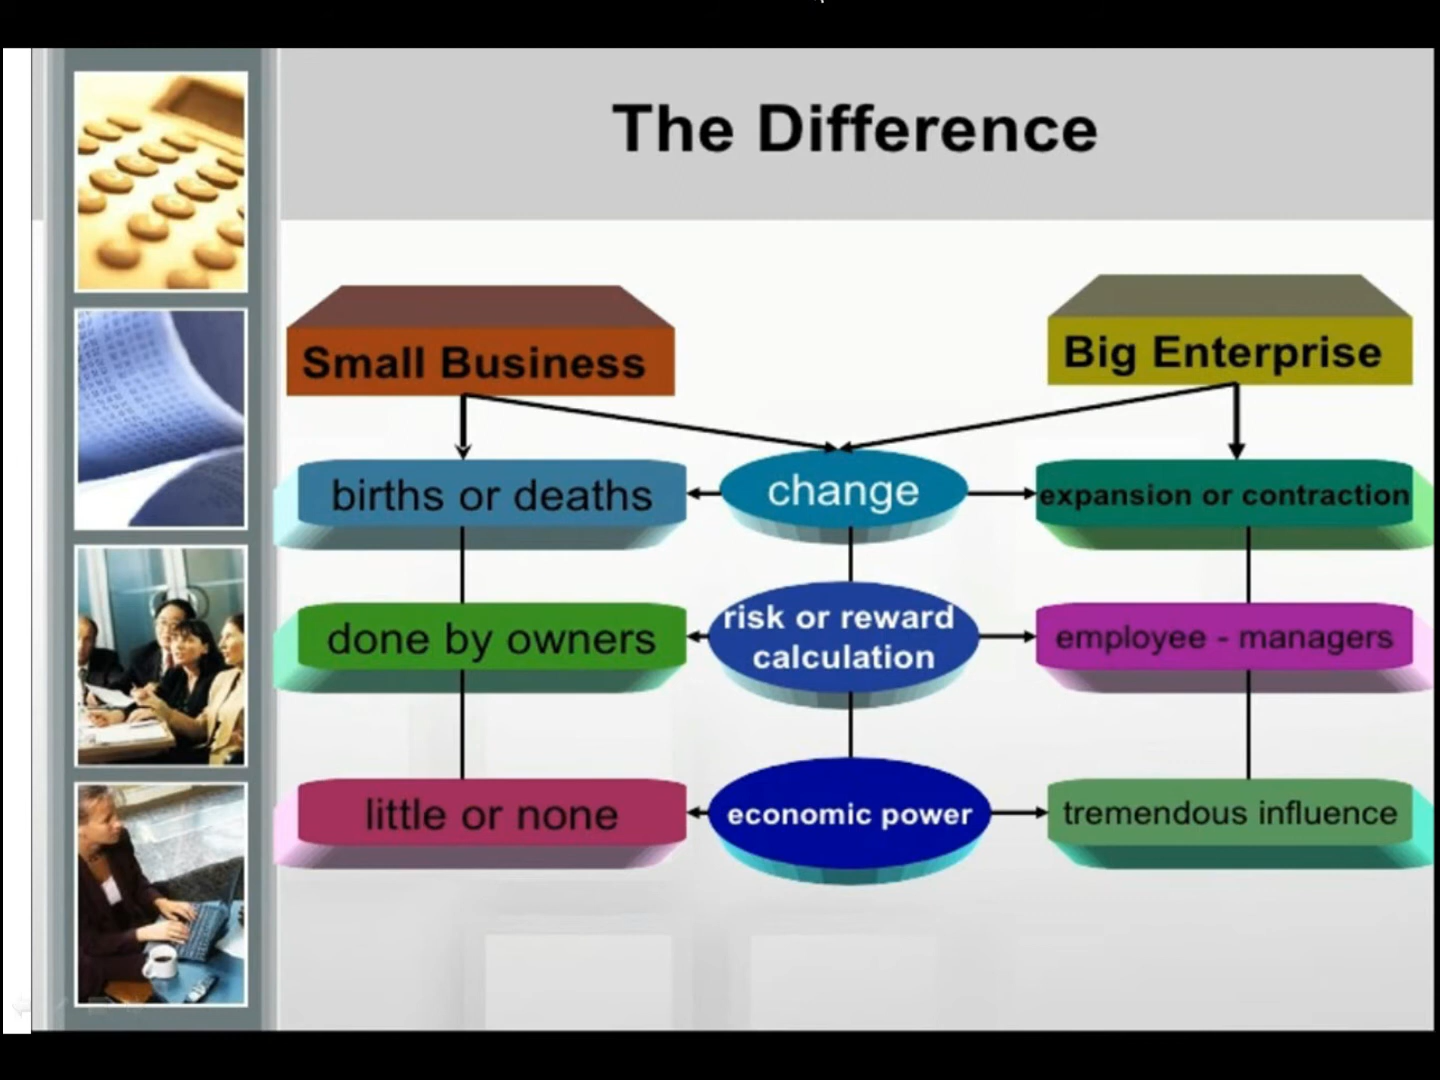 The Difference
Small Business
Big Enterprise
births or deaths
change
expansion or contraction
done by owners
risk or reward
calculation
employee - managers
little or none
economic power
tremendous influence